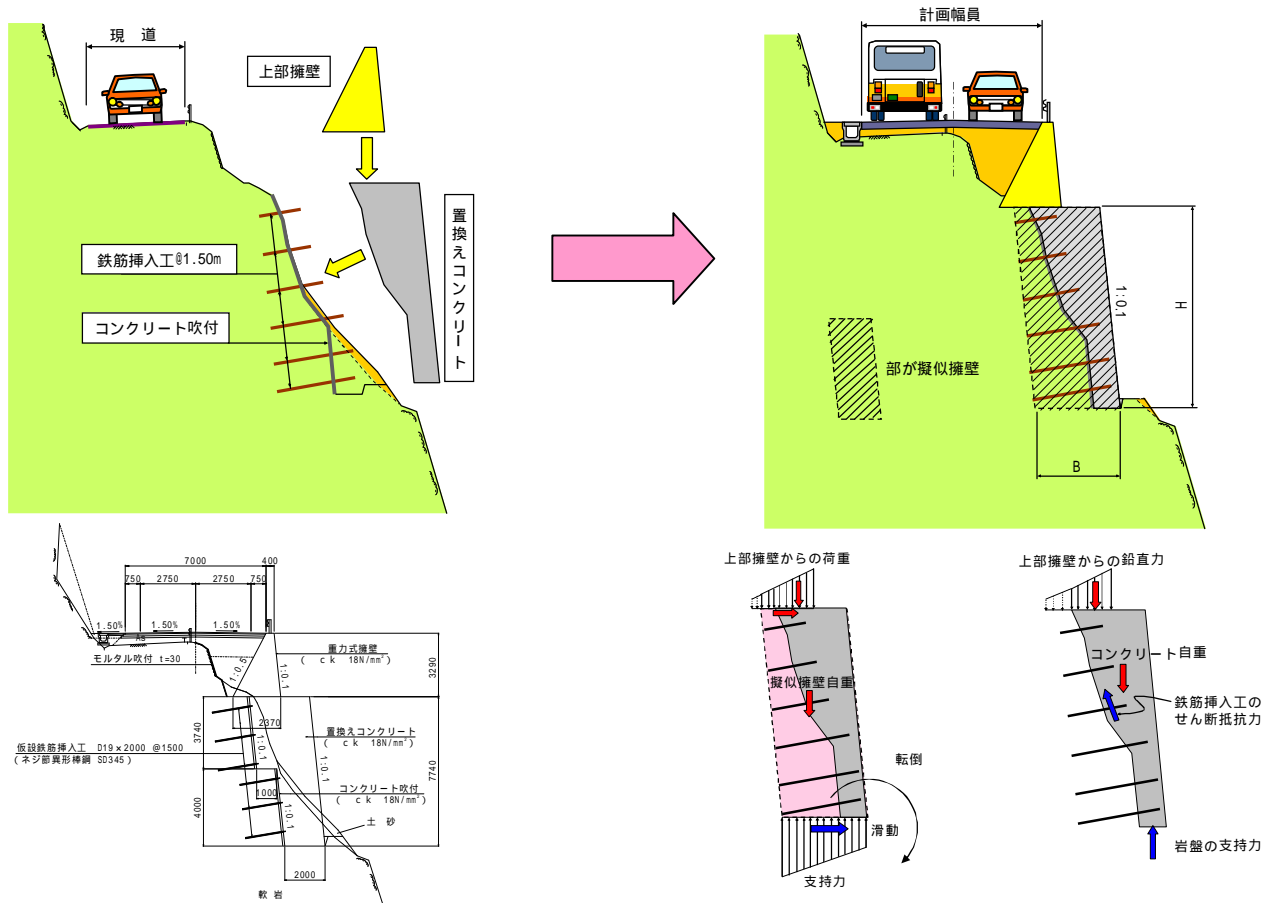 現 道
上部擁壁
置換えコンクリート
鉄筋挿入工@1.50m
コンクリート吹付
計画幅員
部が擬似擁壁
1:0.1
H
B
7000
400
750
2750
2750
750
1.50%
1.50%
1.50%
As
モルタル吹付 t=30
1:0.5
1:0.1
重力式擁壁
( ck 18N/mm²)
3290
2370
3740
1:0.1
置換えコンクリート
( ck 18N/mm²)
1:0.1
7740
仮設鉄筋挿入工 D19×2000 @1500
(ネジ節異形棒鋼 SD345)
1000
コンクリート吹付
( ck 18N/mm²)
4000
1:0.1
土 砂
2000
軟 岩
上部擁壁からの荷重
擬似擁壁自重
転倒
滑動
支持力
上部擁壁からの鉛直力
コンクリート自重
鉄筋挿入工の
せん断抵抗力
岩盤の支持力